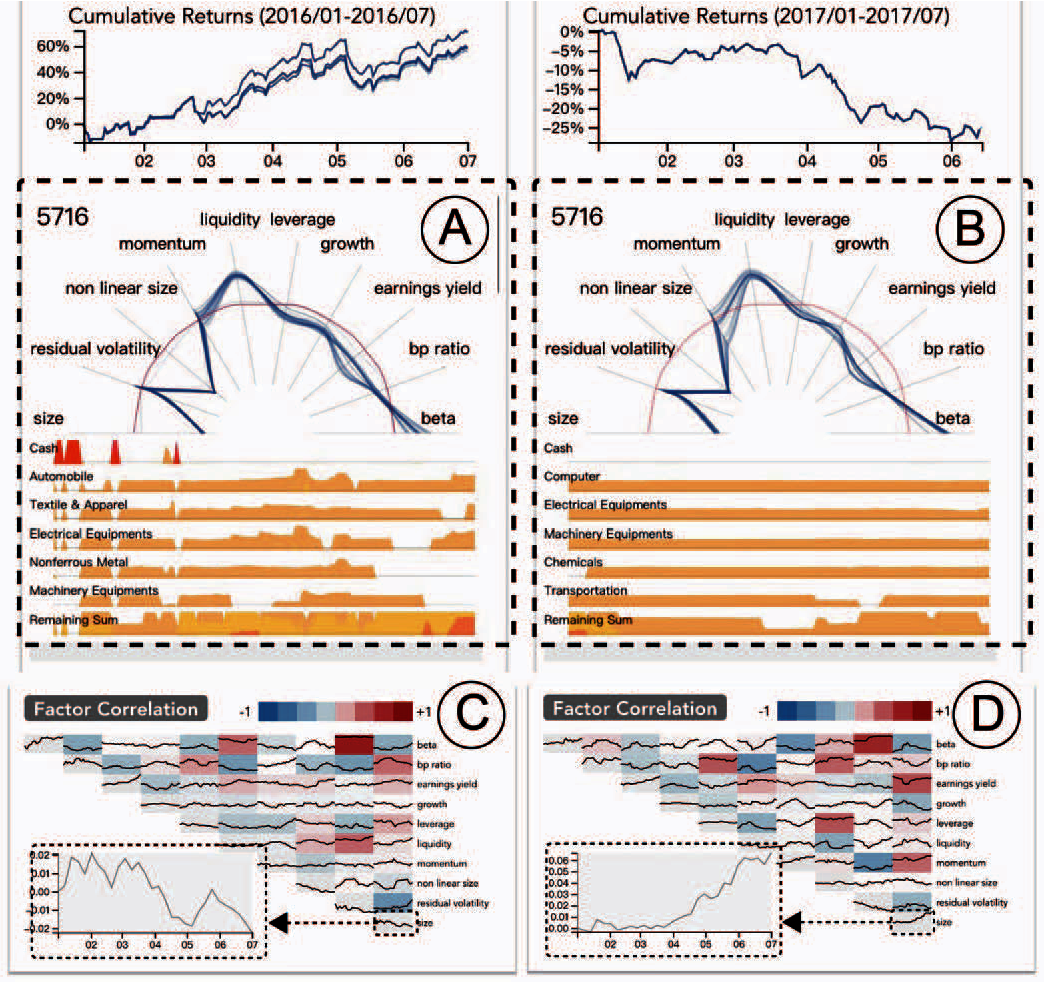 Cumulative Returns (2016/01-2016/07)
60%
40%
20%
0%
02 03 04 05 06 07
5716
A
liquidity leverage
momentum growth
non linear size earnings yield
residual volatility bp ratio
size beta
Cash
Automobile
Textile & Apparel
Electrical Equipments
Nonferrous Metal
Machinery Equipments
Remaining Sum
Cumulative Returns (2017/01-2017/07)
0%
-5%
-10%
-15%
-20%
-25%
02 03 04 05 06
5716
B
liquidity leverage
momentum growth
non linear size earnings yield
residual volatility bp ratio
size beta
Cash
Computer
Electrical Equipments
Machinery Equipments
Chemicals
Transportation
Remaining Sum
Factor Correlation -1 +1 C
beta
bp ratio
earnings yield
growth
leverage
liquidity
momentum
non linear size
residual volatility
size
0.02
0.01
0.00
-0.01
-0.02
02 03 04 05 06 07
Factor Correlation -1 +1 D
beta
bp ratio
earnings yield
growth
leverage
liquidity
momentum
non linear size
residual volatility
size
0.06
0.05
0.04
0.03
0.02
0.01
0.00
02 03 04 05 06 07